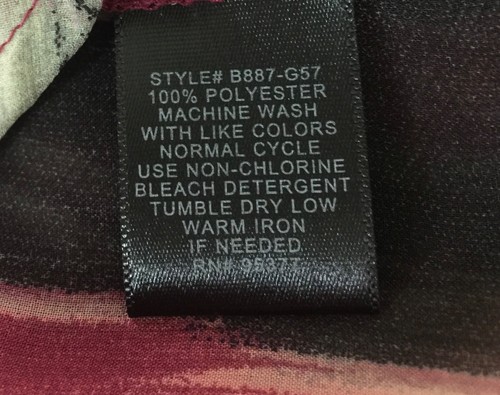 STYLE# B887-G57
100% POLYESTER
MACHINE WASH
WITH LIKE COLORS
NORMAL CYCLE
USE NON-CHLORINE
BLEACH DETERGENT
TUMBLE DRY LOW
WARM IRON
IF NEEDED
RN#